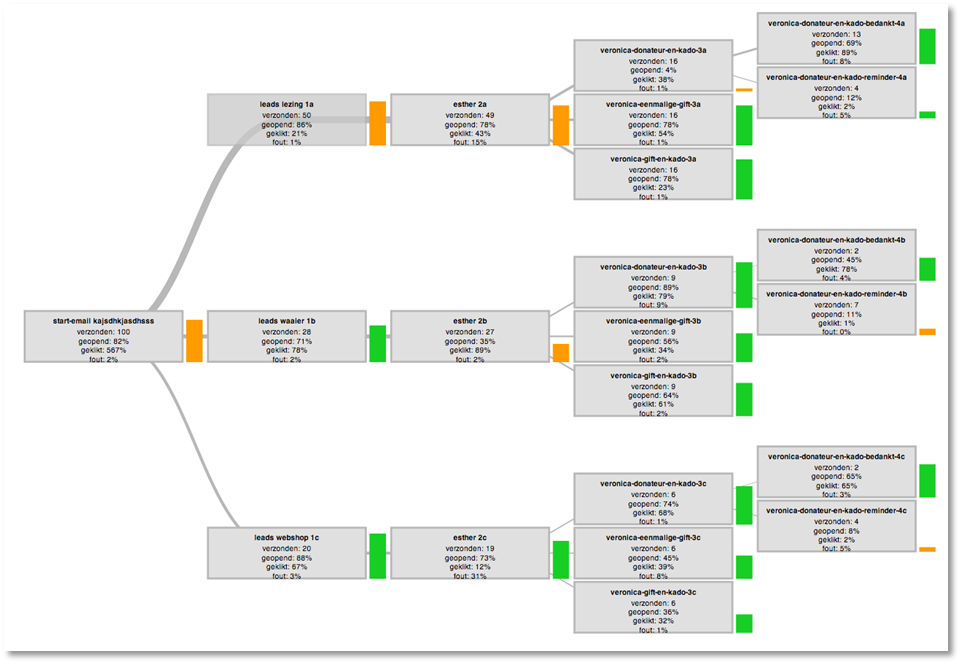 veronica-donateur-en-kado-bedankt-4a
verzonden: 13
geopend: 69%
geklikt: 89%
fout: 8%
veronica-donateur-en-kado-3a
verzonden: 16
geopend: 4%
geklikt: 38%
fout: 1%
veronica-donateur-en-kado-reminder-4a
verzonden: 4
geopend: 12%
geklikt: 2%
fout: 5%
leads lezing 1a
verzonden: 50
geopend: 86%
geklikt: 21%
fout: 1%
esther 2a
verzonden: 49
geopend: 78%
geklikt: 43%
fout: 15%
veronica-eenmalige-gift-3a
verzonden: 16
geopend: 78%
geklikt: 54%
fout: 1%
veronica-gift-en-kado-3a
verzonden: 16
geopend: 78%
geklikt: 23%
fout: 1%
veronica-donateur-en-kado-bedankt-4b
verzonden: 2
geopend: 45%
geklikt: 78%
fout: 4%
veronica-donateur-en-kado-3b
verzonden: 9
geopend: 89%
geklikt: 79%
fout: 9%
veronica-donateur-en-kado-reminder-4b
verzonden: 7
geopend: 11%
geklikt: 1%
fout: 0%
start-email kajsdhkjasdhsss
verzonden: 100
geopend: 82%
geklikt: 567%
fout: 2%
leads waaier 1b
verzonden: 28
geopend: 71%
geklikt: 78%
fout: 2%
esther 2b
verzonden: 27
geopend: 35%
geklikt: 89%
fout: 2%
veronica-eenmalige-gift-3b
verzonden: 9
geopend: 56%
geklikt: 34%
fout: 2%
veronica-gift-en-kado-3b
verzonden: 9
geopend: 64%
geklikt: 61%
fout: 2%
veronica-donateur-en-kado-bedankt-4c
verzonden: 2
geopend: 65%
geklikt: 65%
fout: 3%
veronica-donateur-en-kado-3c
verzonden: 6
geopend: 74%
geklikt: 68%
fout: 1%
veronica-donateur-en-kado-reminder-4c
verzonden: 4
geopend: 8%
geklikt: 2%
fout: 5%
leads webshop 1c
verzonden: 20
geopend: 88%
geklikt: 67%
fout: 3%
esther 2c
verzonden: 19
geopend: 73%
geklikt: 12%
fout: 31%
veronica-eenmalige-gift-3c
verzonden: 6
geopend: 45%
geklikt: 39%
fout: 8%
veronica-gift-en-kado-3c
verzonden: 6
geopend: 36%
geklikt: 32%
fout: 1%